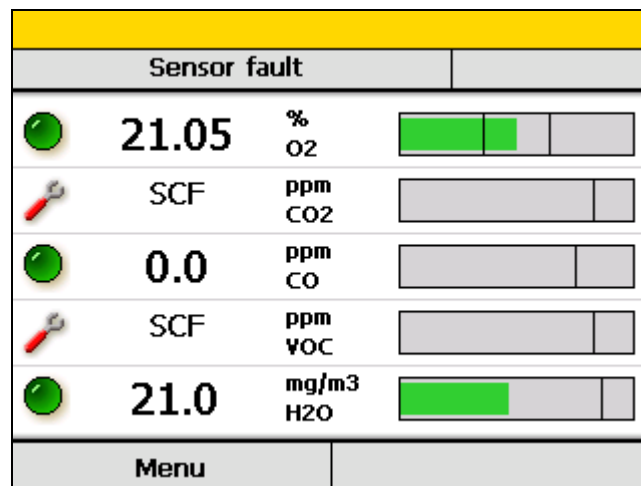 Sensor fault
21.05 % O2
SCF ppm CO2
0.0 ppm CO
SCF ppm VOC
21.0 mg/m3 H2O
Menu